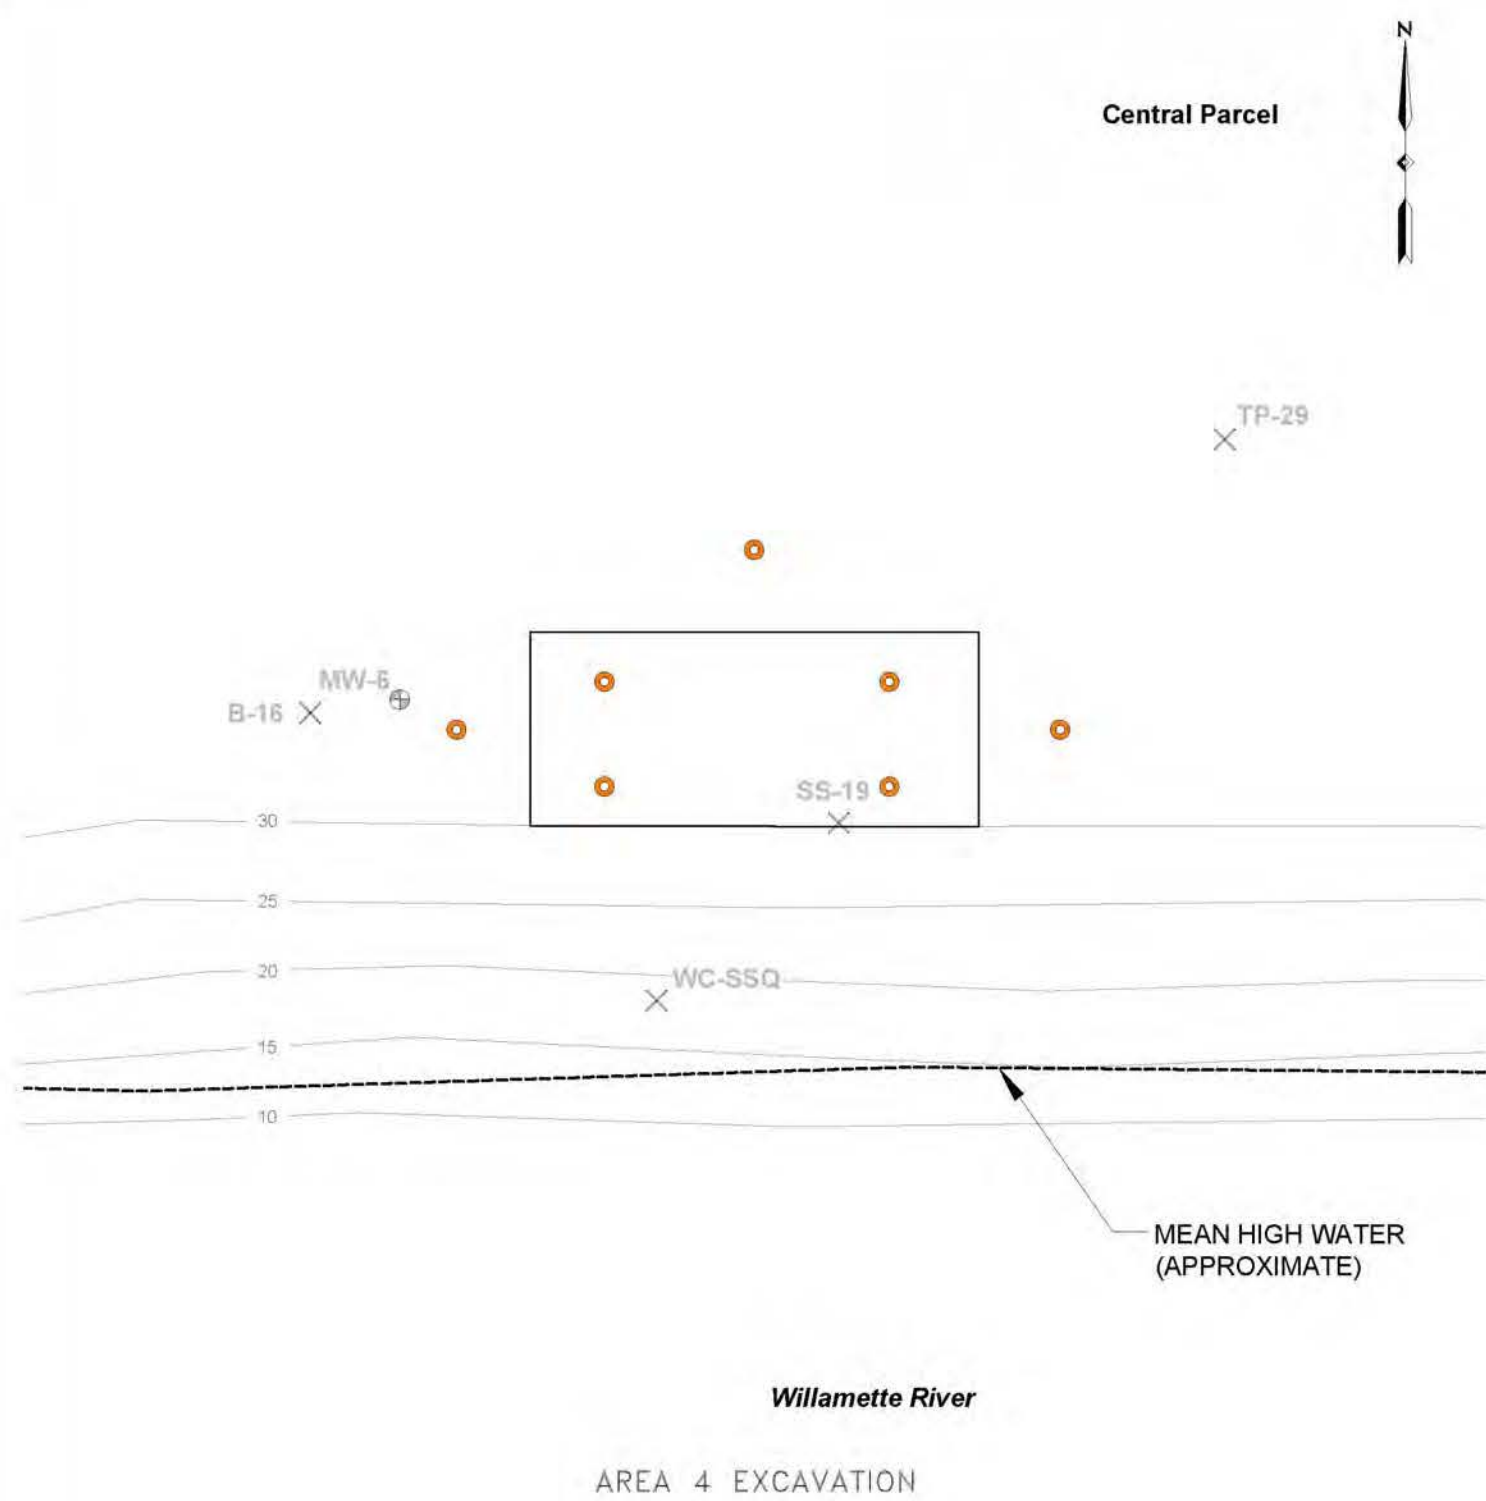 N
Central Parcel
TP-29
MW-6
B-16
SS-19
30
25
20
WC-SSQ
15
10
MEAN HIGH WATER
(APPROXIMATE)
Willamette River
AREA 4 EXCAVATION